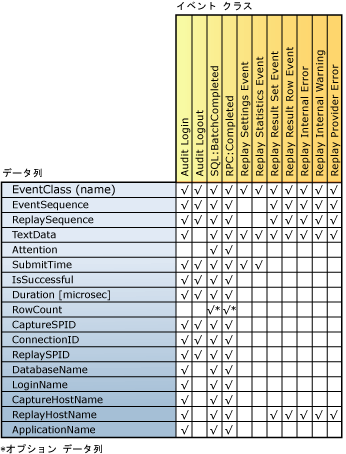 イベント クラス
データ列
Audit Login
Audit Logout
SQL:BatchCompleted
RPC:Completed
Replay Settings Event
Replay Statistics Event
Replay Result Set Event
Replay Result Row Event
Replay Internal Error
Replay Internal Warning
Replay Provider Error
EventClass (name) √ √ √ √ √ √ √ √ √ √ √
EventSequence √ √ √ √ √ √ √ √ √
ReplaySequence √ √ √ √ √ √ √ √ √
TextData √ √ √ √ √ √ √ √ √ √
Attention √ √
SubmitTime √ √ √ √ √ √
IsSuccessful √ √ √ √
Duration [microsec] √ √ √ √
RowCount √* √*
CaptureSPID √ √ √ √
ConnectionID √ √ √ √
ReplaySPID √ √ √ √
DatabaseName √ √ √
LoginName √ √ √
CaptureHostName √ √ √
ReplayHostName √ √ √ √ √ √ √ √
ApplicationName √ √ √
*オプション データ列